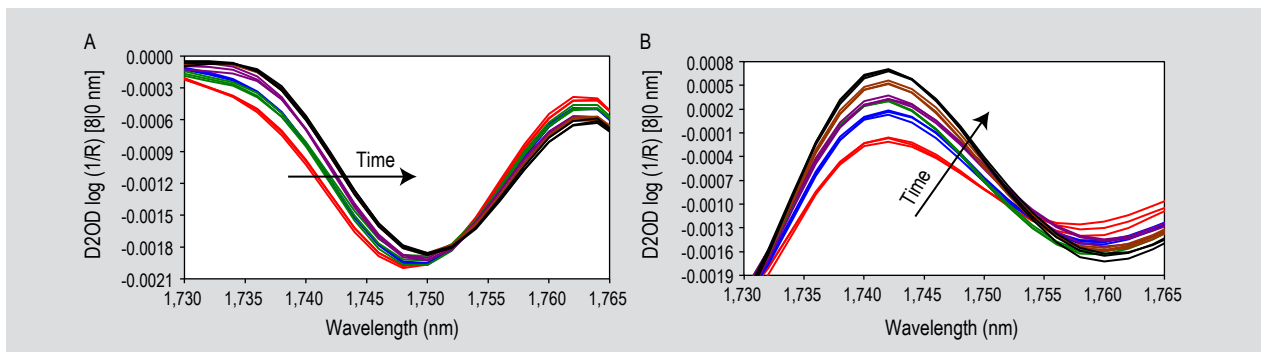 A
D2OD log (1/R) [8|0 nm]
0.0000
-0.0003
-0.0006
-0.0009
-0.0012
-0.0015
-0.0018
-0.0021
Time
1,730 1,735 1,740 1,745 1,750 1,755 1,760 1,765
Wavelength (nm)
B
D2OD log (1/R) [8|0 nm]
0.0008
0.0005
0.0002
-0.0001
-0.0004
-0.0007
-0.0010
-0.0016
-0.0019
Time
1,730 1,735 1,740 1,745 1,750 1,755 1,760 1,765
Wavelength (nm)